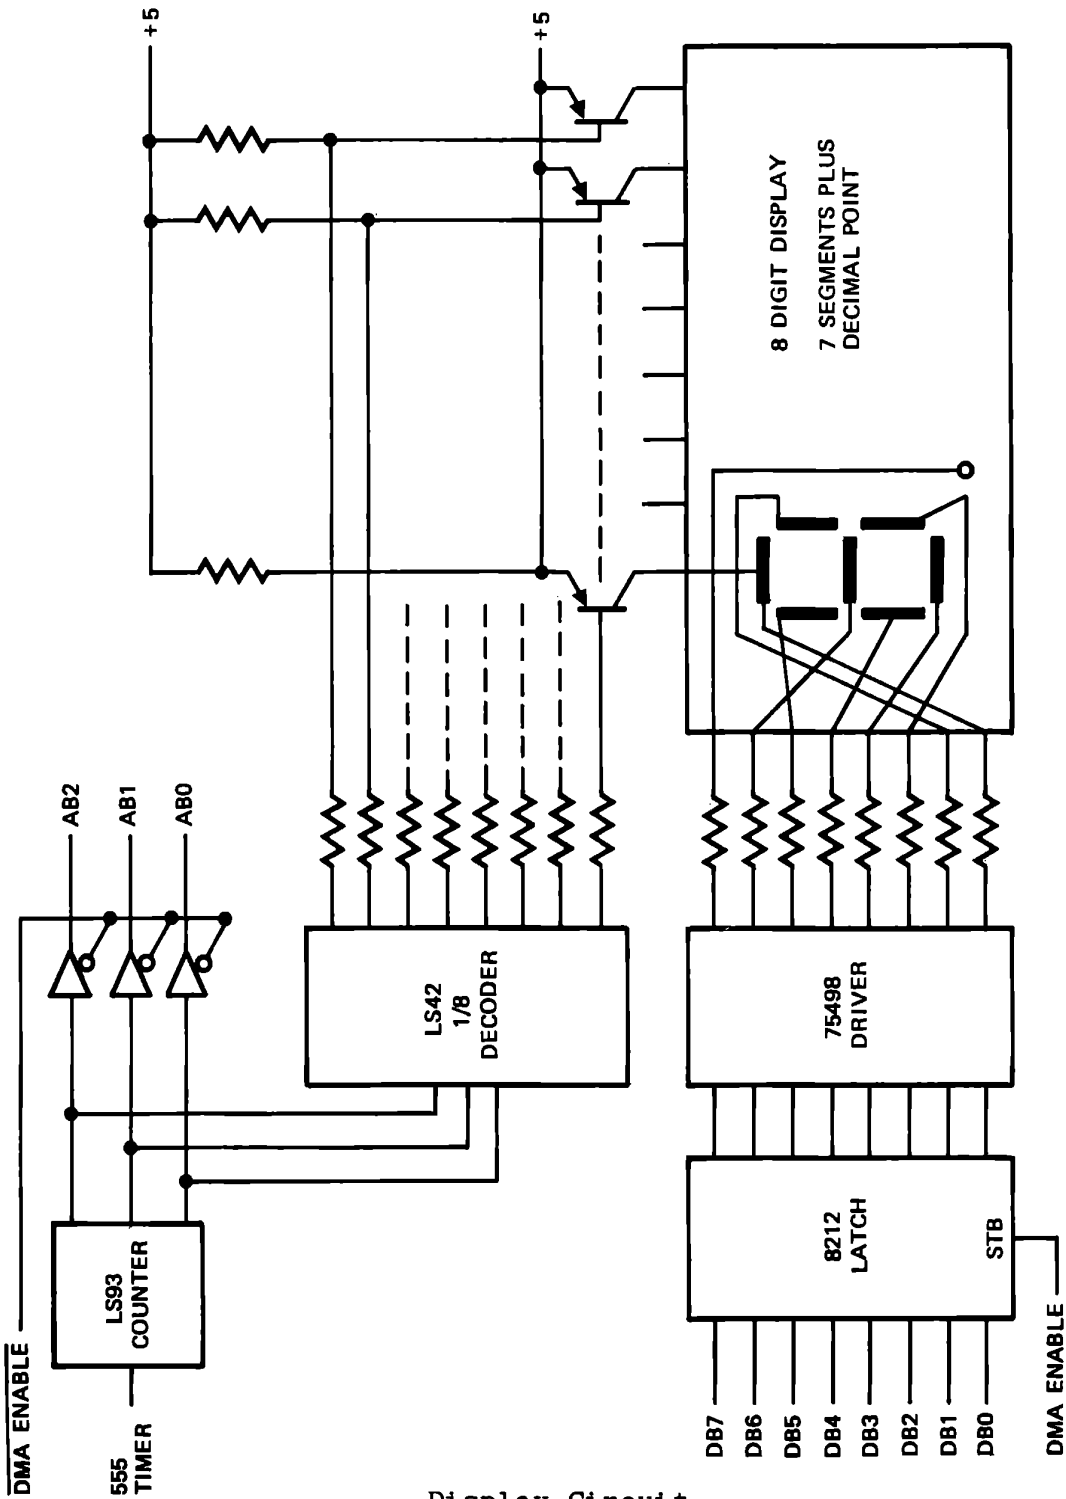 +5
+5
8 DIGIT DISPLAY
7 SEGMENTS PLUS
DECIMAL POINT
AB2
AB1
AB0
LS42
1/8
DECODER
75498
DRIVER
LS93
COUNTER
8212
LATCH
STB
DMA ENABLE
555
TIMER
DB7
DB6
DB5
DB4
DB3
DB2
DB1
DB0
DMA ENABLE
Display Circuit